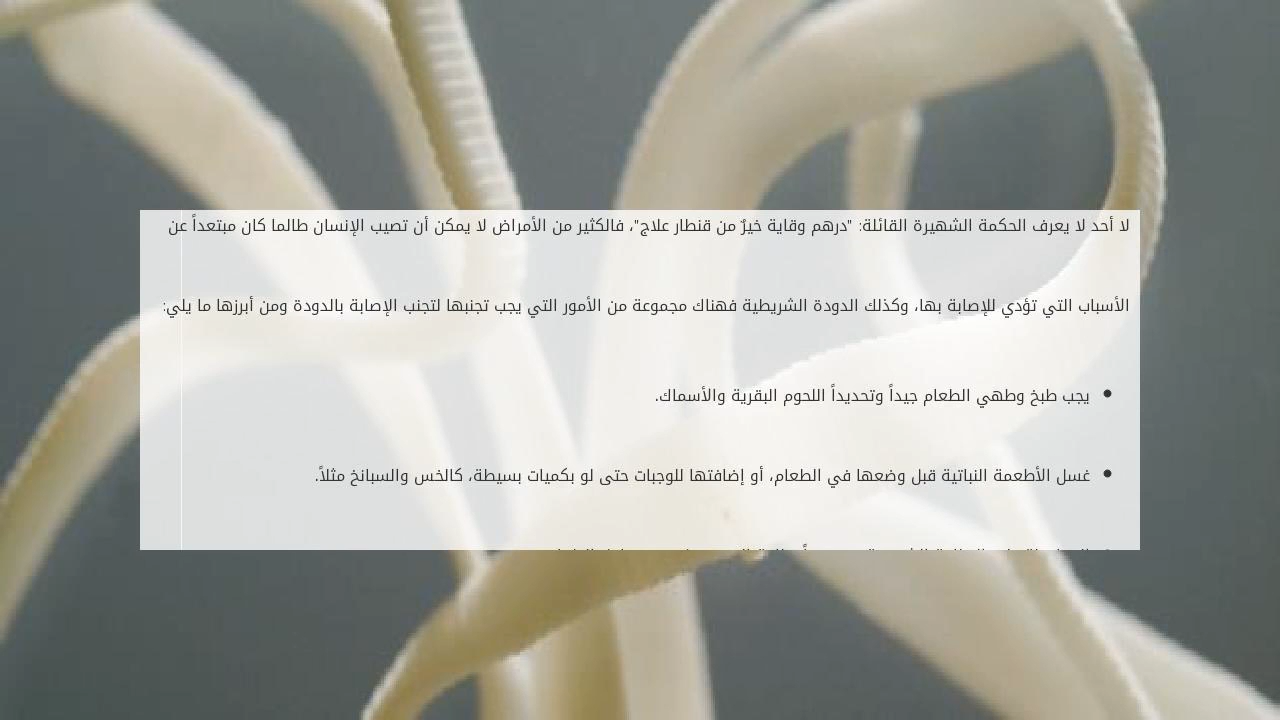 لا أحد لا يعرف الحكمة الشهيرة القائلة: "درهم وقاية خيرٌ من قنطار علاج"، فالكثير من الأمراض لا يمكن أن تصيب الإنسان طالما كان مبتعداً عن
الأسباب التي تؤدي للإصابة بها، وكذلك الدودة الشريطية فهناك مجموعة من الأمور التي يجب تجنبها لتجنب الإصابة بالدودة ومن أبرزها ما يلي:
● يجب طبخ وطهي الطعام جيداً وتحديداً اللحوم البقرية والأسماك.
● غسل الأطعمة النباتية قبل وضعها في الطعام، أو إضافتها للوجبات حتى لو بكميات بسيطة، كالخس والسبانخ مثلاً.